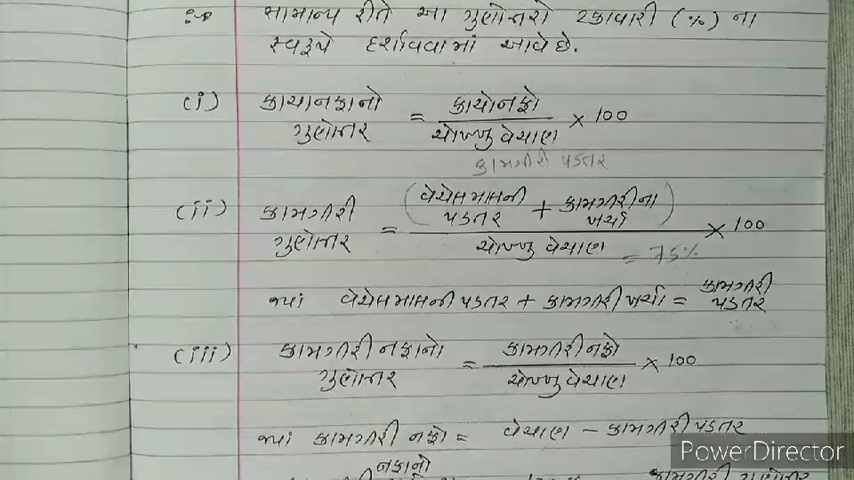 સામાન્ય રીતે આ ગુણોત્તરો ટકાવારી (%) ના
સ્વરૂપે દર્શાવવામાં આવે છે.
(i) કાચાનફાનો ગુણોત્તર = કાચોનફો / ચોખ્ખુ વેચાણ × 100
કામગીરી પડતર
(ii) કામગીરી ગુણોત્તર = (વેચેલમાલની પડતર + કામગીરીના ખર્ચા) / ચોખ્ખુ વેચાણ × 100
= 75%
જ્યાં વેચેલમાલની પડતર + કામગીરી ખર્ચા = કામગીરી પડતર
(iii) કામગીરી નફાનો ગુણોત્તર = કામગીરી નફો / ચોખ્ખુ વેચાણ × 100
જ્યાં કામગીરી નફો = વેચાણ - કામગીરી પડતર
નફાનો
PowerDirector